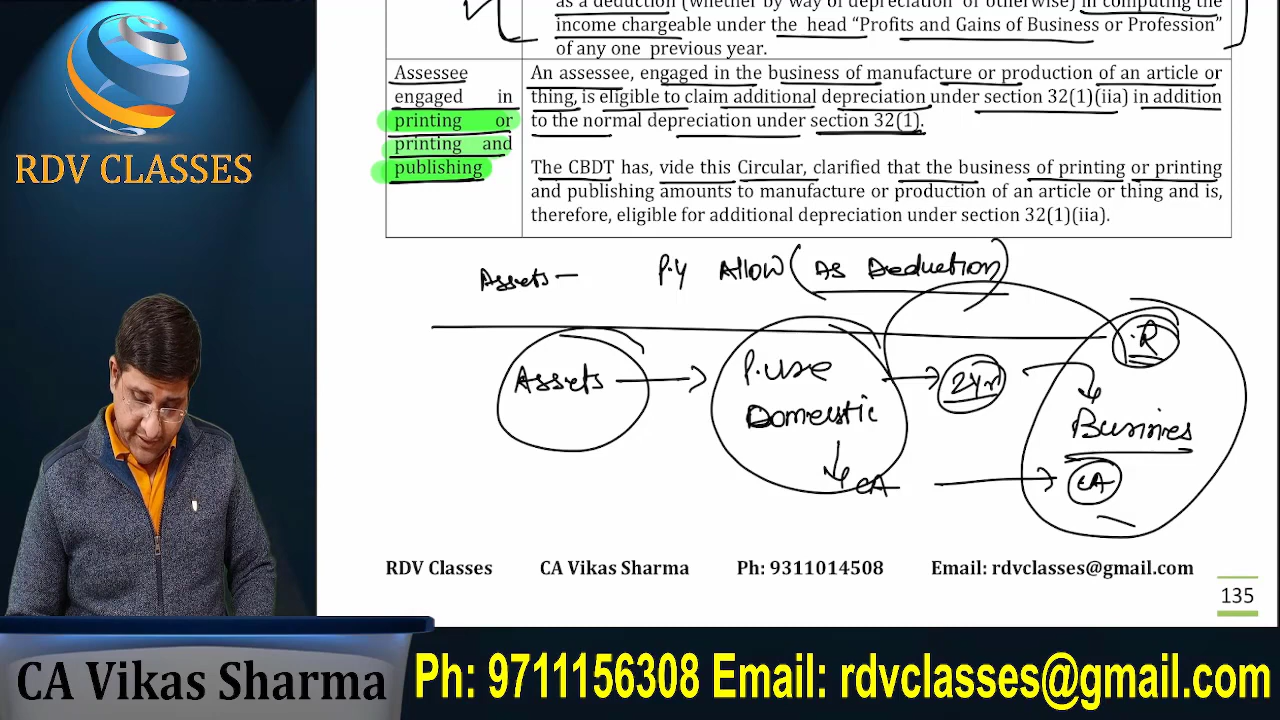 as a deduction (whether by way of depreciation or otherwise) in computing the
income chargeable under the head “Profits and Gains of Business or Profession”
of any one previous year.
Assessee
engaged in
printing or
printing and
publishing
An assessee, engaged in the business of manufacture or production of an article or
thing, is eligible to claim additional depreciation under section 32(1)(iia) in addition
to the normal depreciation under section 32(1).
The CBDT has, vide this Circular, clarified that the business of printing or printing
and publishing amounts to manufacture or production of an article or thing and is,
therefore, eligible for additional depreciation under section 32(1)(iia).
RDV CLASSES
Assets – P.Y Allow (As Deduction)
R
Assets P.use 2yr
Domestic Business
CA CA
RDV Classes CA Vikas Sharma Ph: 9311014508 Email: rdvclasses@gmail.com
135
CA Vikas Sharma
Ph: 9711156308 Email: rdvclasses@gmail.com